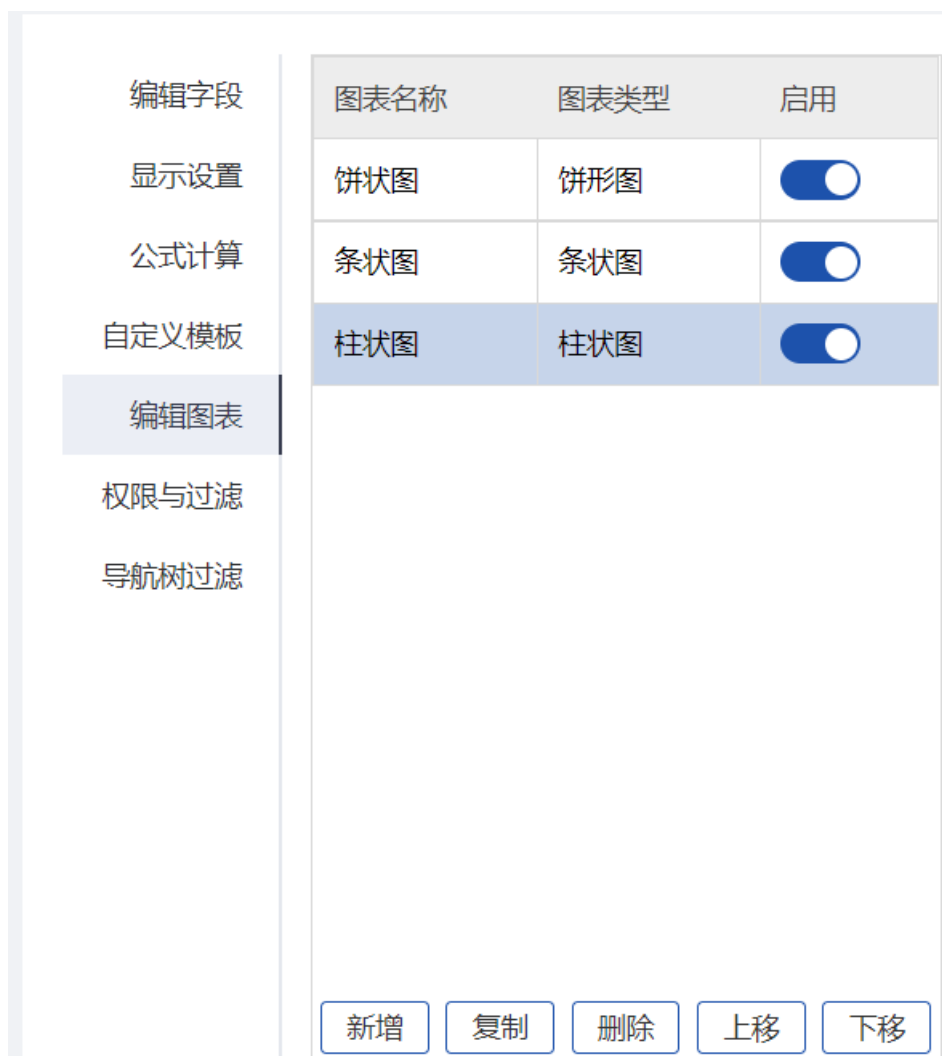 编辑字段
显示设置
公式计算
自定义模板
编辑图表
权限与过滤
导航树过滤
图表名称 图表类型 启用
饼状图 饼形图
条状图 条状图
柱状图 柱状图
新增 复制 删除 上移 下移